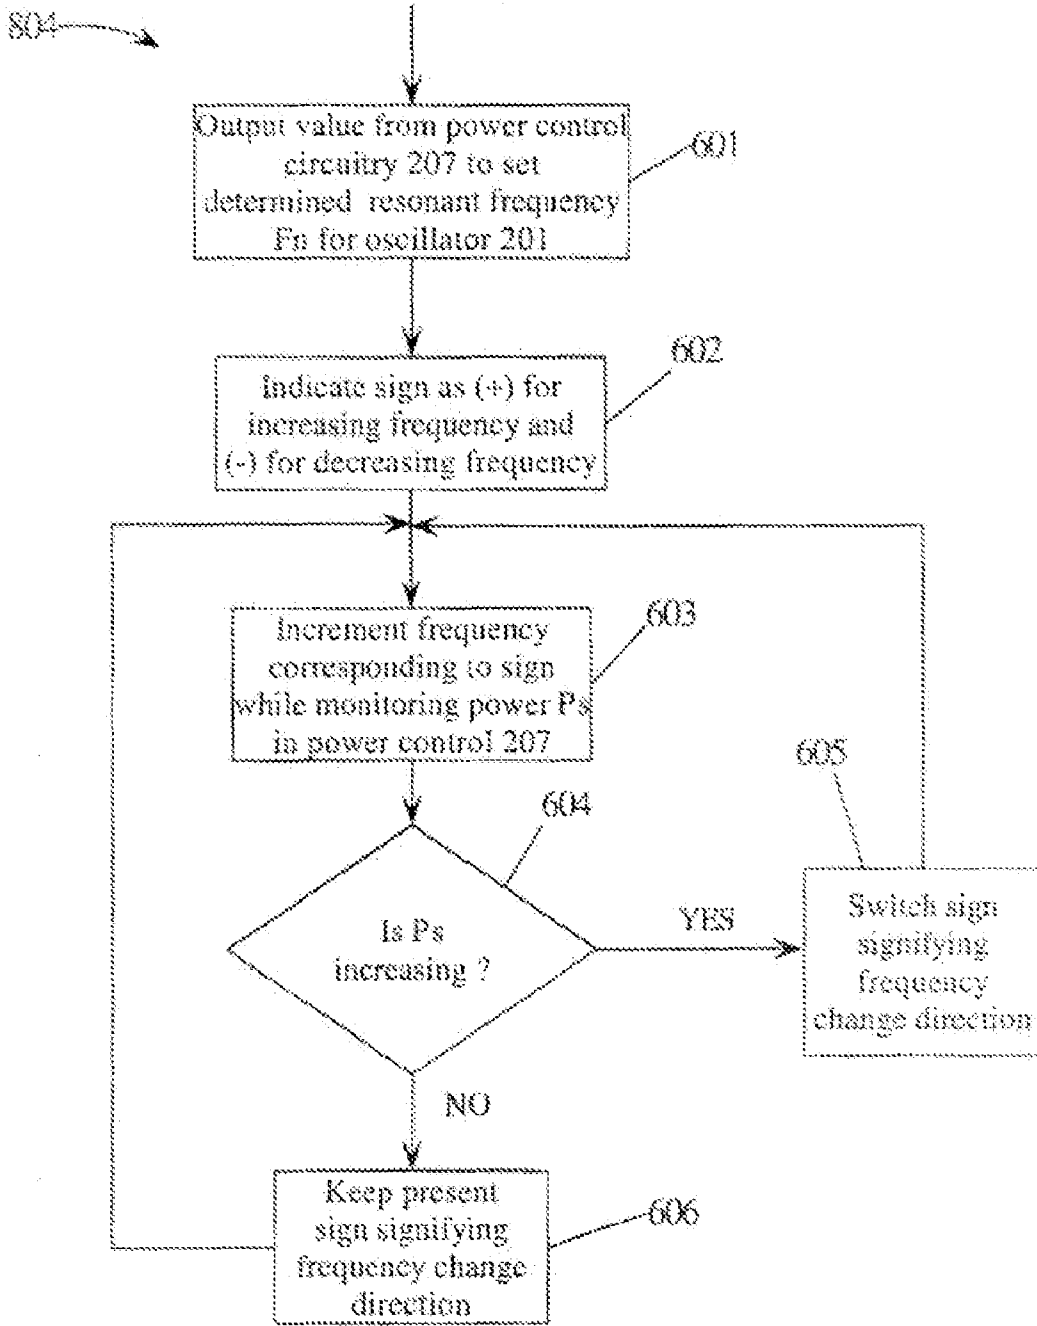 804
Output value from power control
circuitry 207 to set
determined resonant frequency
Fn for oscillator 201
601
602
Indicate sign as (+) for
increasing frequency and
(-) for decreasing frequency
603
Increment frequency
corresponding to sign
while monitoring power Ps
in power control 207
604
605
Is Ps
increasing ?
YES
Switch sign
signifying
frequency
change direction
NO
Keep present
sign signifying
frequency change
direction
606